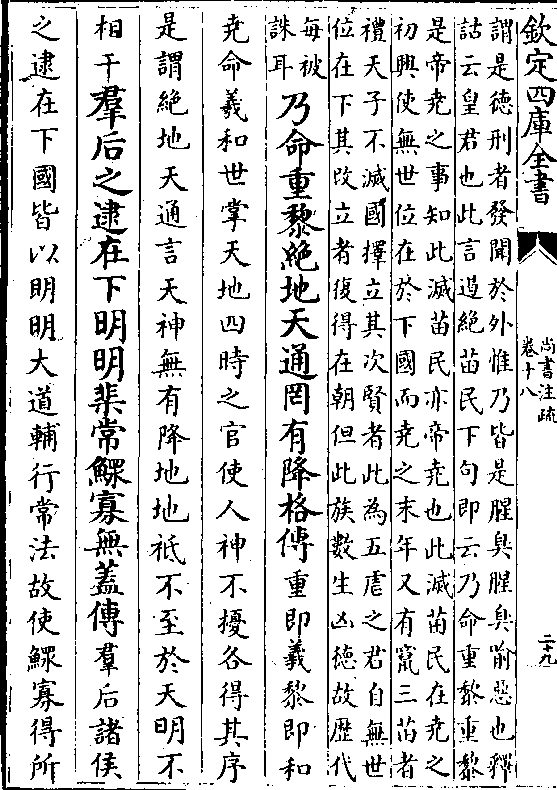 欽定四庫全書
尚書注疏
卷十八
二十九
謂是德刑者發聞於外惟乃皆是腥臭腥臭喻惡也釋
詁云皇君也此言遏絶苗民下句即云乃命重黎重黎
是帝堯之事知此滅苗民亦帝堯也此滅苗民在堯之
初興使無世位在於下國而堯之末年又有竄三苗者
禮天子不滅國擇立其次賢者此為五虐之君自無世
位在下其改立者復得在朝但此族數生凶德故歴代
每被
誅耳
乃命重黎絶地天通罔有降格傳重即羲黎即和
堯命羲和世掌天地四時之官使人神不擾各得其序
是謂絶地天通言天神無有降地地祇不至於天明不
相干羣后之逮在下明明棐常鰥寡無蓋傳羣后諸侯
之逮在下國皆以明明大道輔行常法故使鰥寡得所